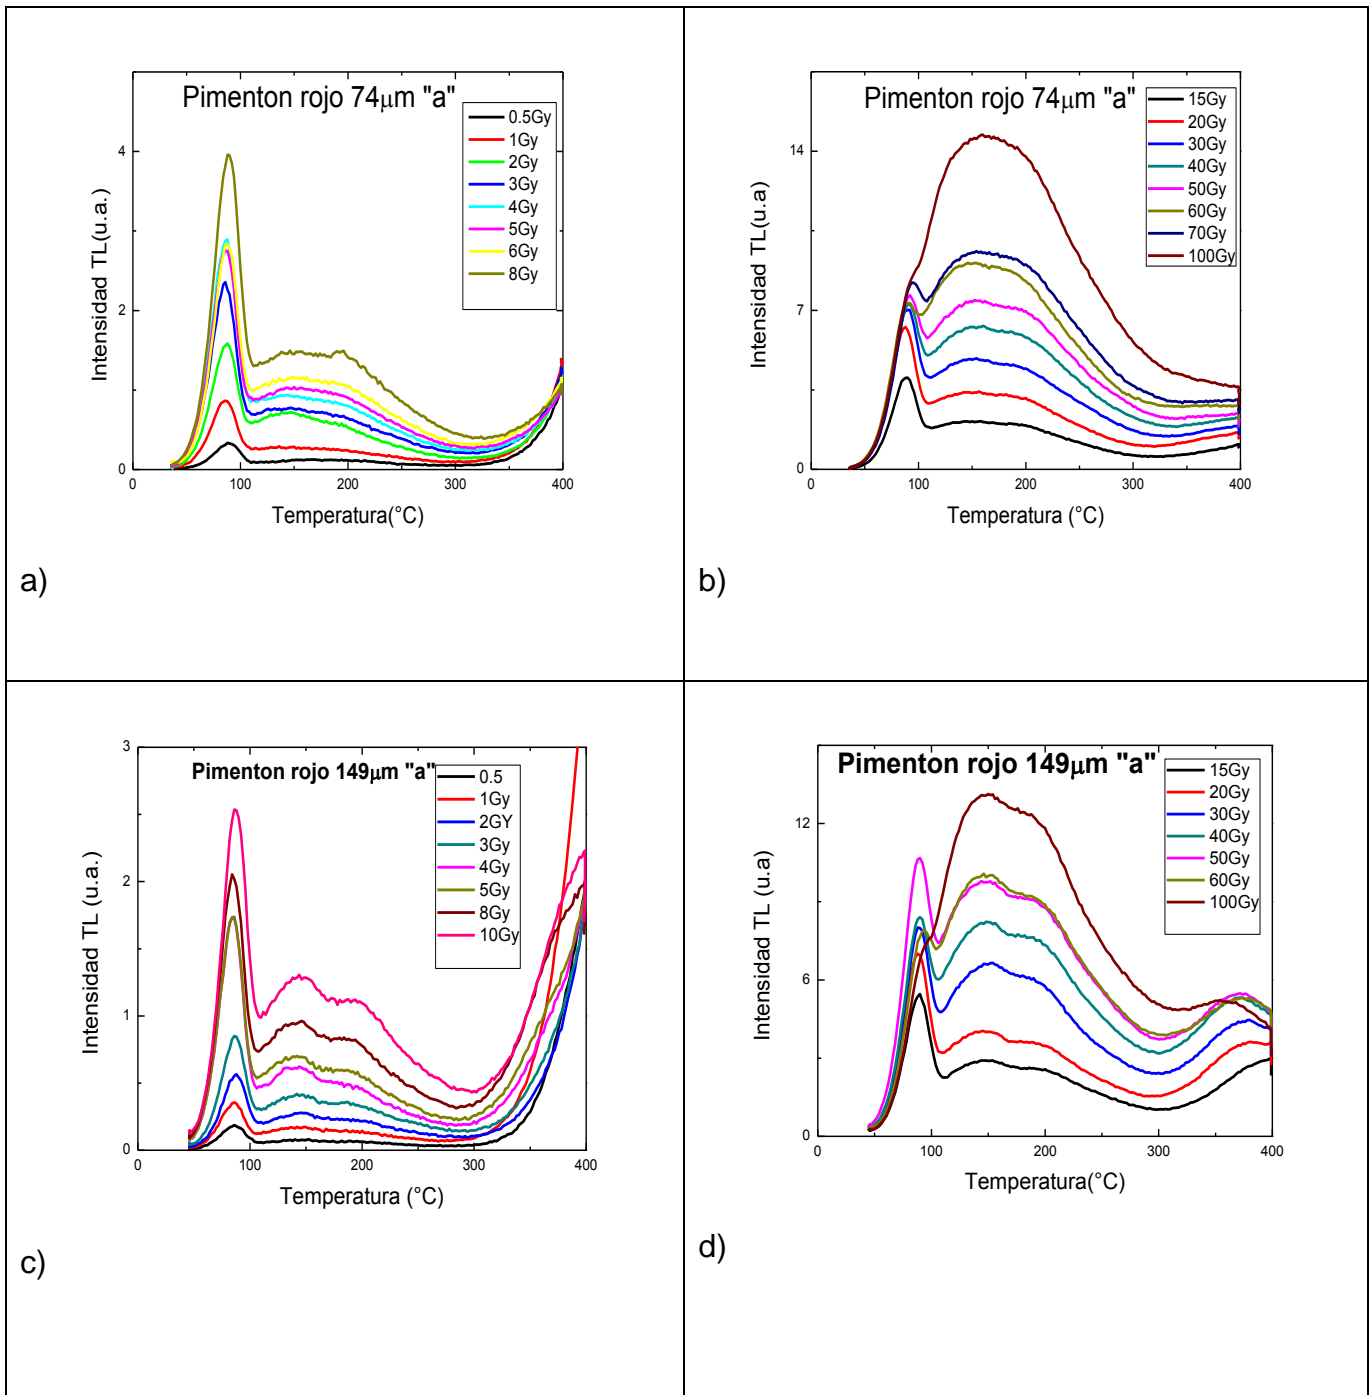 Pimenton rojo 74μm "a"
0.5Gy
1Gy
2Gy
3Gy
4Gy
5Gy
6Gy
8Gy
Intensidad TL(u.a.)
4
2
0
0
100
200
300
400
Temperatura(°C)
a)
Pimenton rojo 74μm "a"
15Gy
20Gy
30Gy
40Gy
50Gy
60Gy
70Gy
100Gy
Intensidad TL(u.a)
14
7
0
0
100
200
300
400
Temperatura (°C)
b)
Pimenton rojo 149μm "a"
0.5
1Gy
2GY
3Gy
4Gy
5Gy
8Gy
10Gy
Intensidad TL (u.a.)
3
2
1
0
0
100
200
300
400
Temperatura (°C)
c)
Pimenton rojo 149μm "a"
15Gy
20Gy
30Gy
40Gy
50Gy
60Gy
100Gy
Intensidad TL (u.a)
12
6
0
0
100
200
300
400
Temperatura(°C)
d)